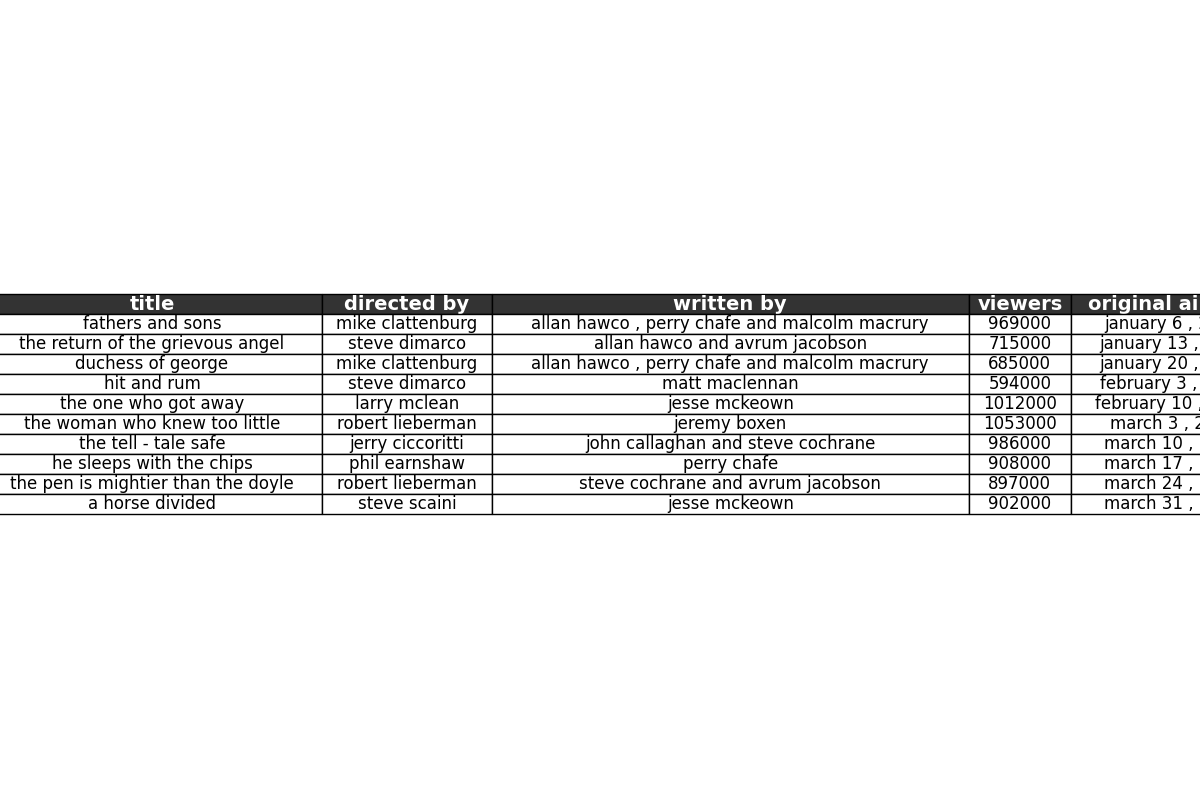 title directed by written by viewers original
fathers and sons mike clattenburg allan hawco , perry chafe and malcolm macrury 969000 january 6 ,
the return of the grievous angel steve dimarco allan hawco and avrum jacobson 715000 january 13 ,
duchess of george mike clattenburg allan hawco , perry chafe and malcolm macrury 685000 january 20 ,
hit and rum steve dimarco matt maclennan 594000 february 3 ,
the one who got away larry mclean jesse mckeown 1012000 february 10 ,
the woman who knew too little robert lieberman jeremy boxen 1053000 march 3 ,
the tell - tale safe jerry ciccoritti john callaghan and steve cochrane 986000 march 10 ,
he sleeps with the chips phil earnshaw perry chafe 908000 march 17 ,
the pen is mightier than the doyle robert lieberman steve cochrane and avrum jacobson 897000 march 24 ,
a horse divided steve scaini jesse mckeown 902000 march 31 ,